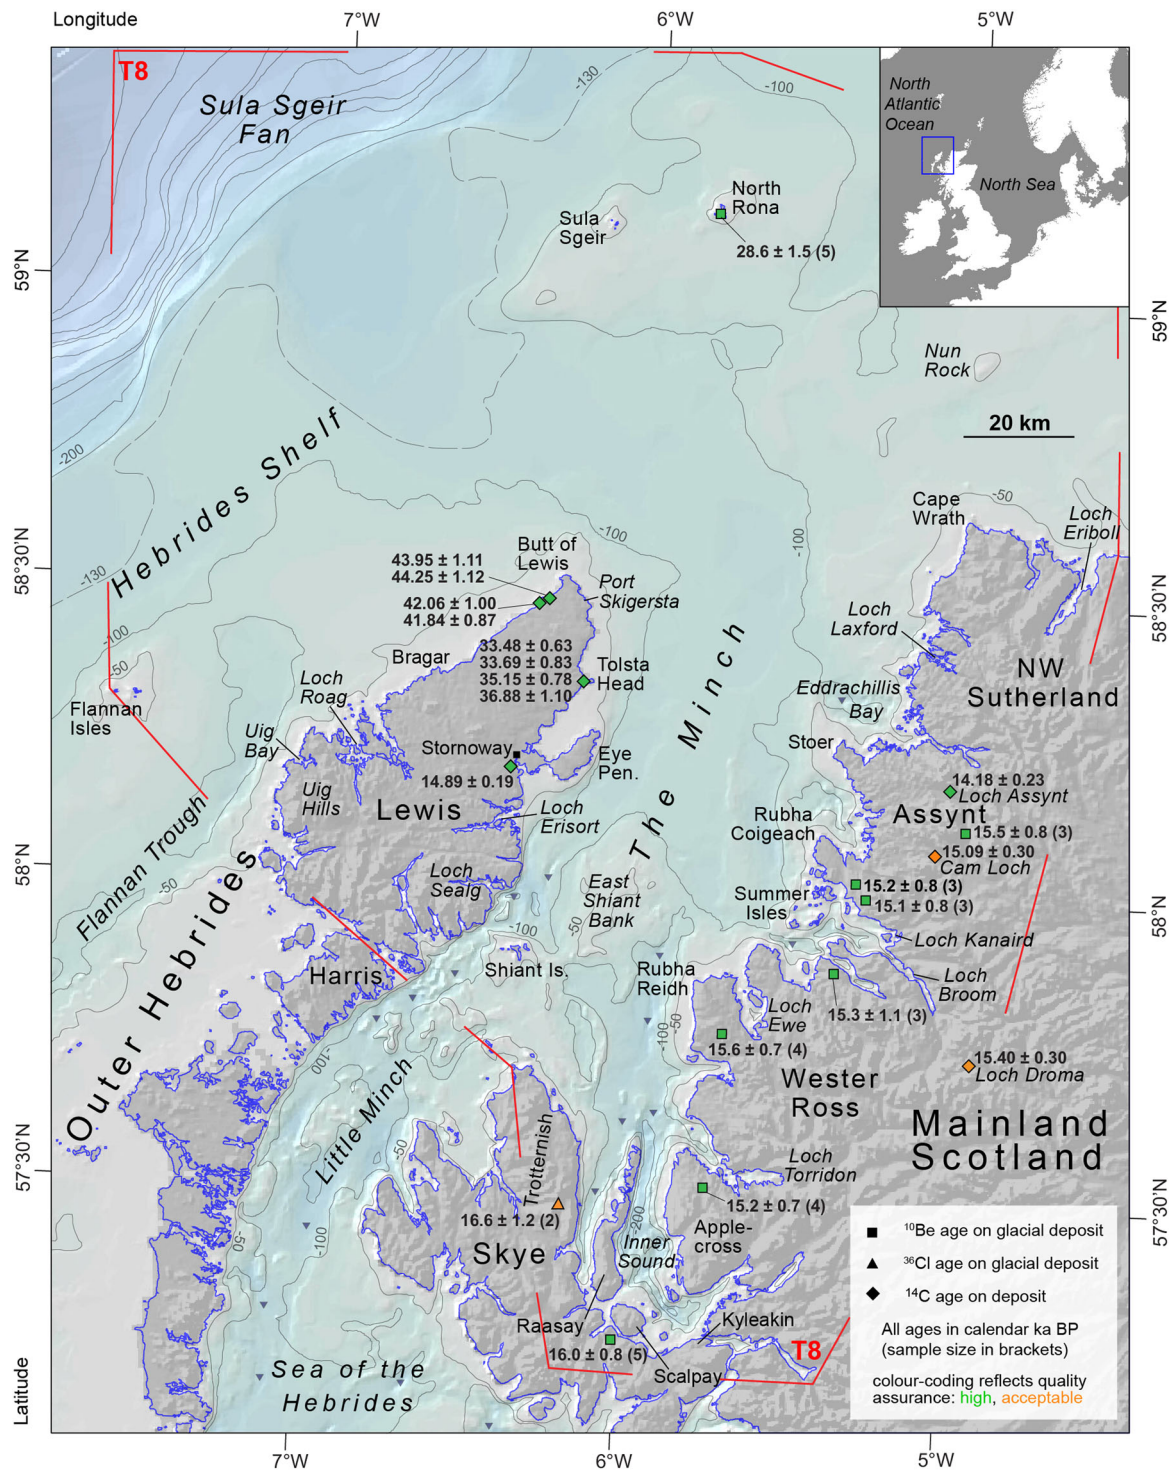 Longitude
7°W
6°W
5°W
T8
Sula Sgeir
Fan
-130
-100
North
Atlantic
Ocean
North Sea
North
Rona
Sula
Sgeir
28.6 ± 1.5 (5)
59°N
59°N
Nun
Rock
20 km
-200
Hebrides Shelf
-130
-100
-50
Cape
Wrath
-50
Loch
Eriboll
-100
-100
Butt of
Lewis
43.95 ± 1.11
44.25 ± 1.12
42.06 ± 1.00
41.84 ± 0.87
Port
Skigersta
58°30'N
58°30'N
Loch
Laxford
33.48 ± 0.63
33.69 ± 0.83
35.15 ± 0.78
36.88 ± 1.10
Bragar
Tolsta
Head
Loch
Roag
NW
Sutherland
Eddrachillis
Bay
Flannan
Isles
Uig
Bay
Stornoway
14.89 ± 0.19
Eye
Pen.
Stoer
The Minch
Uig
Hills
Lewis
Loch
Erisort
14.18 ± 0.23
Loch Assynt
Assynt
15.5 ± 0.8 (3)
Rubha
Coigeach
15.09 ± 0.30
Cam Loch
58°N
58°N
Flannan Trough
-50
Loch
Sealg
East
Shiant
Bank
-50
Summer
Isles
15.2 ± 0.8 (3)
15.1 ± 0.8 (3)
Loch Kanaird
-100
Shiant Is.
Harris
Rubha
Reidh
Loch
Broom
Loch
Ewe
15.3 ± 1.1 (3)
-50
-100
15.6 ± 0.7 (4)
Outer Hebrides
-100
15.40 ± 0.30
Loch Droma
Wester
Ross
Mainland
Scotland
Little Minch
-50
Trotternish
Loch
Torridon
57°30'N
57°30'N
15.2 ± 0.7 (4)
16.6 ± 1.2 (2)
-200
Apple-
cross
Skye
Inner
Sound
-50
-100
Raasay
Kyleakin
16.0 ± 0.8 (5)
Scalpay
T8
Sea of the
Hebrides
10Be age on glacial deposit
36Cl age on glacial deposit
14C age on deposit
All ages in calendar ka BP
(sample size in brackets)
colour-coding reflects quality
assurance: high, acceptable
Latitude
7°W
6°W
5°W